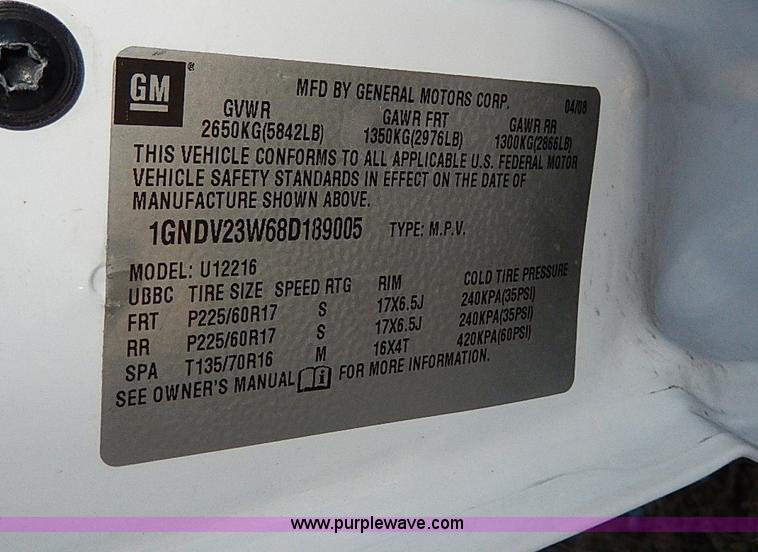 GM
MFD BY GENERAL MOTORS CORP. 04/08
GVWR GAWR FRT GAWR RR
2650KG(5842LB) 1350KG(2976LB) 1300KG(2866LB)
THIS VEHICLE CONFORMS TO ALL APPLICABLE U.S. FEDERAL MOTOR
VEHICLE SAFETY STANDARDS IN EFFECT ON THE DATE OF
MANUFACTURE SHOWN ABOVE.
1GNDV23W68D189005 TYPE: M.P.V.
MODEL: U12216
UBBC TIRE SIZE SPEED RTG RIM COLD TIRE PRESSURE
FRT P225/60R17 S 17X6.5J 240KPA(35PSI)
RR P225/60R17 S 17X6.5J 240KPA(35PSI)
SPA T135/70R16 M 16X4T 420KPA(60PSI)
SEE OWNER'S MANUAL FOR MORE INFORMATION.
www.purplewave.com